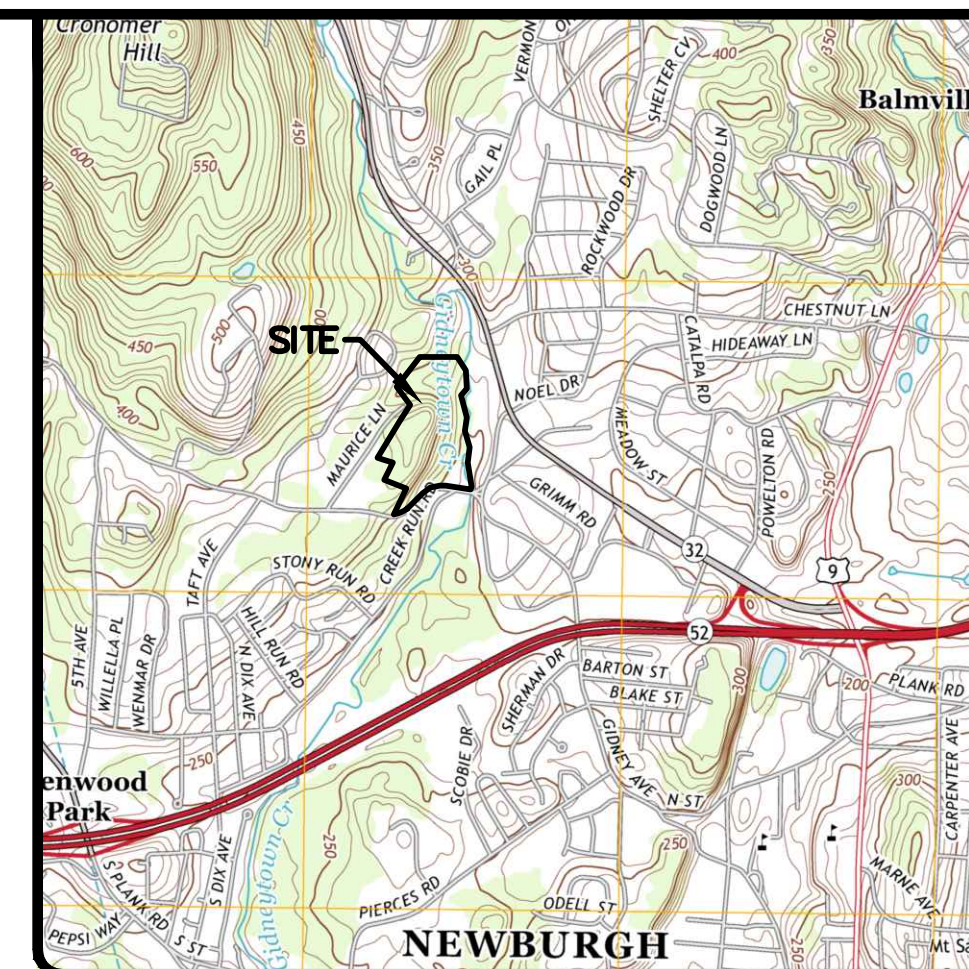 Cronomer
Hill
VERMON
SHELTER CV
400
350
Balmvill
450
600
550
350
GAIL PL
DOGWOOD LN
ROCKWOOD DR
300
Gidneytown Cr
CHESTNUT LN
500
SITE
CATALPA RD
HIDEAWAY LN
450
NOEL DR
400
MAURICE LN
MEADOW ST
POWELTON RD
250
GRIMM RD
CREEK RUN RD
32
9
TAFT AVE
STONY RUN RD
52
5TH AVE
WILLELLA PL
WENMAR DR
HILL RUN RD
N DIX AVE
SHERMAN DR
BARTON ST
BLAKE ST
300
200
PLANK RD
SCOBIE DR
GIDNEY AVE
N ST
CARPENTER AVE
250
enwood
Park
300
250
250
S DIX AVE
Gidneytown Cr
S PLANK RD
PIERCES RD
ODELL ST
MARNE AVE
PEPSI WAY
S ST
NEWBURGH
250
Mt Sa